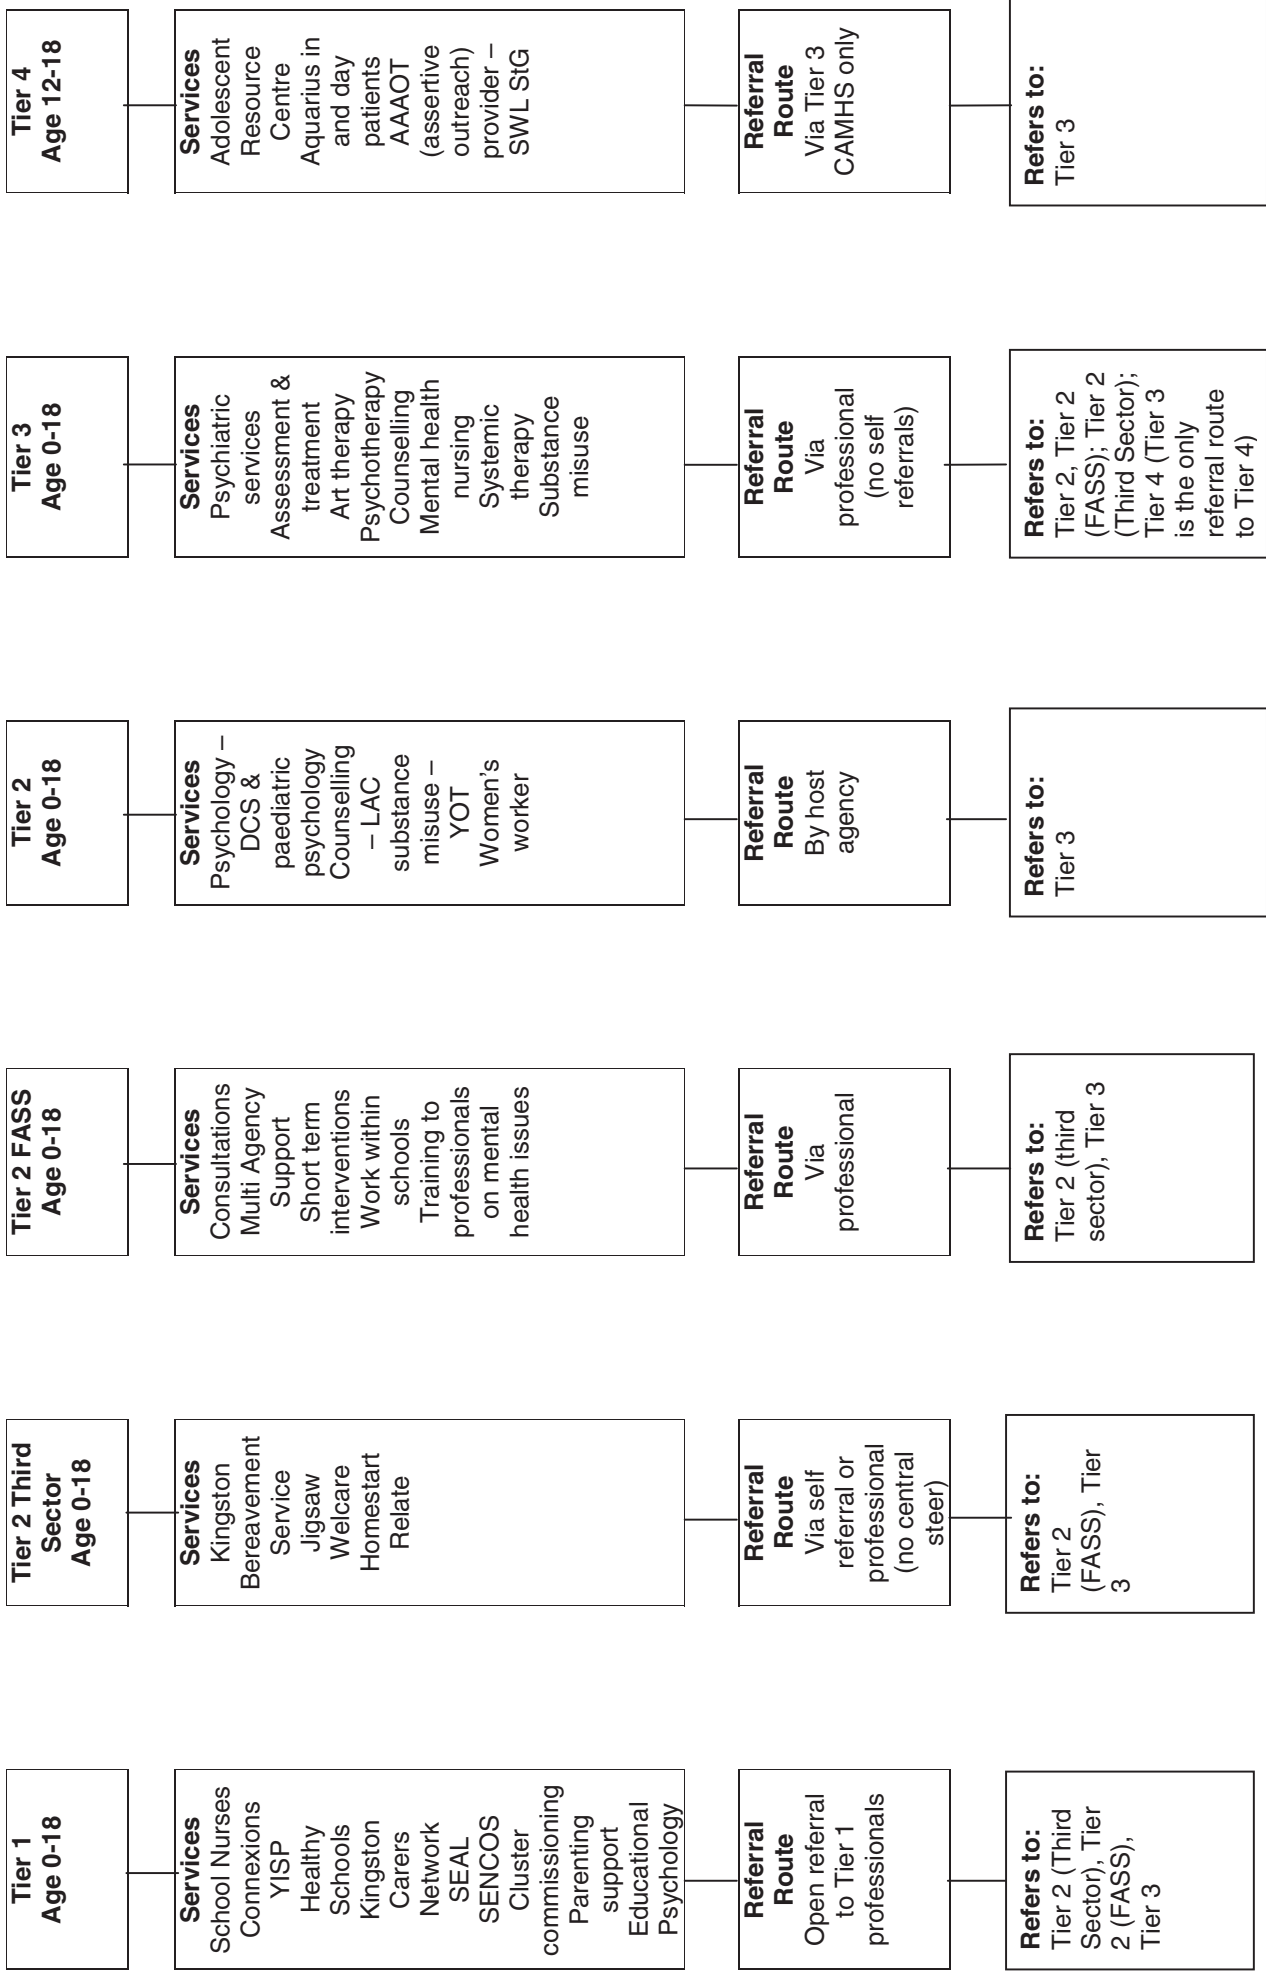 Tier 1
Age 0-18
Services
School Nurses
Connexions
YISP
Healthy
Schools
Kingston
Carers
Network
SEAL
SENCOS
Cluster
commissioning
Parenting
support
Educational
Psychology
Referral
Route
Open referral
to Tier 1
professionals
Refers to:
Tier 2 (Third
Sector), Tier
2 (FASS),
Tier 3
Tier 2 Third
Sector
Age 0-18
Services
Kingston
Bereavement
Service
Jigsaw
Welcare
Homestart
Relate
Referral
Route
Via self
referral or
professional
(no central
steer)
Refers to:
Tier 2
(FASS), Tier
3
Tier 2 FASS
Age 0-18
Services
Consultations
Multi Agency
Support
Short term
interventions
Work within
schools
Training to
professionals
on mental
health issues
Referral
Route
Via
professional
Refers to:
Tier 2 (third
sector), Tier 3
Tier 2
Age 0-18
Services
Psychology –
DCS &
paediatric
psychology
Counselling
– LAC
substance
misuse –
YOT
Women's
worker
Referral
Route
By host
agency
Refers to:
Tier 3
Tier 3
Age 0-18
Services
Psychiatric
services
Assessment &
treatment
Art therapy
Psychotherapy
Counselling
Mental health
nursing
Systemic
therapy
Substance
misuse
Referral
Route
Via
professional
(no self
referrals)
Refers to:
Tier 2, Tier 2
(FASS); Tier 2
(Third Sector);
Tier 4 (Tier 3
is the only
referral route
to Tier 4)
Tier 4
Age 12-18
Services
Adolescent
Resource
Centre
Aquarius in
and day
patients
AAAOT
(assertive
outreach)
provider –
SWL StG
Referral
Route
Via Tier 3
CAMHS only
Refers to:
Tier 3